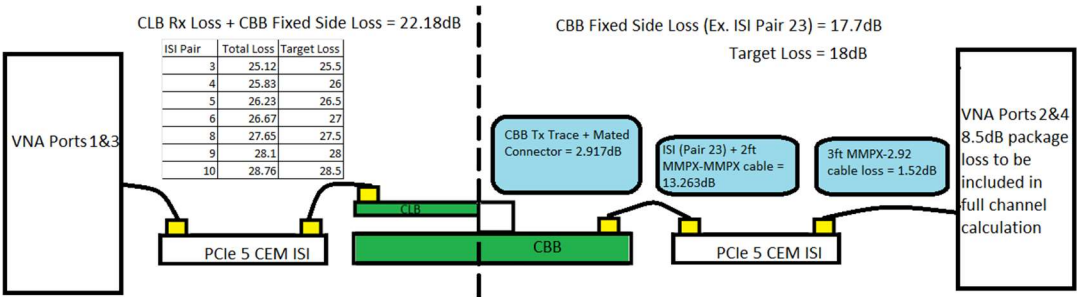 CLB Rx Loss + CBB Fixed Side Loss = 22.18dB
ISI Pair Total Loss Target Loss
3 25.12 25.5
4 25.83 26
5 26.23 26.5
6 26.67 27
8 27.65 27.5
9 28.1 28
10 28.76 28.5
CBB Fixed Side Loss (Ex. ISI Pair 23) = 17.7dB
Target Loss = 18dB
VNA Ports 1&3
CBB Tx Trace + Mated
Connector = 2.917dB
ISI (Pair 23) + 2ft
MMPX-MMPX cable =
13.263dB
3ft MMPX-2.92
cable loss = 1.52dB
VNA Ports 2&4
8.5dB package
loss to be
included in
full channel
calculation
CLB
PCIe 5 CEM ISI
CBB
PCIe 5 CEM ISI